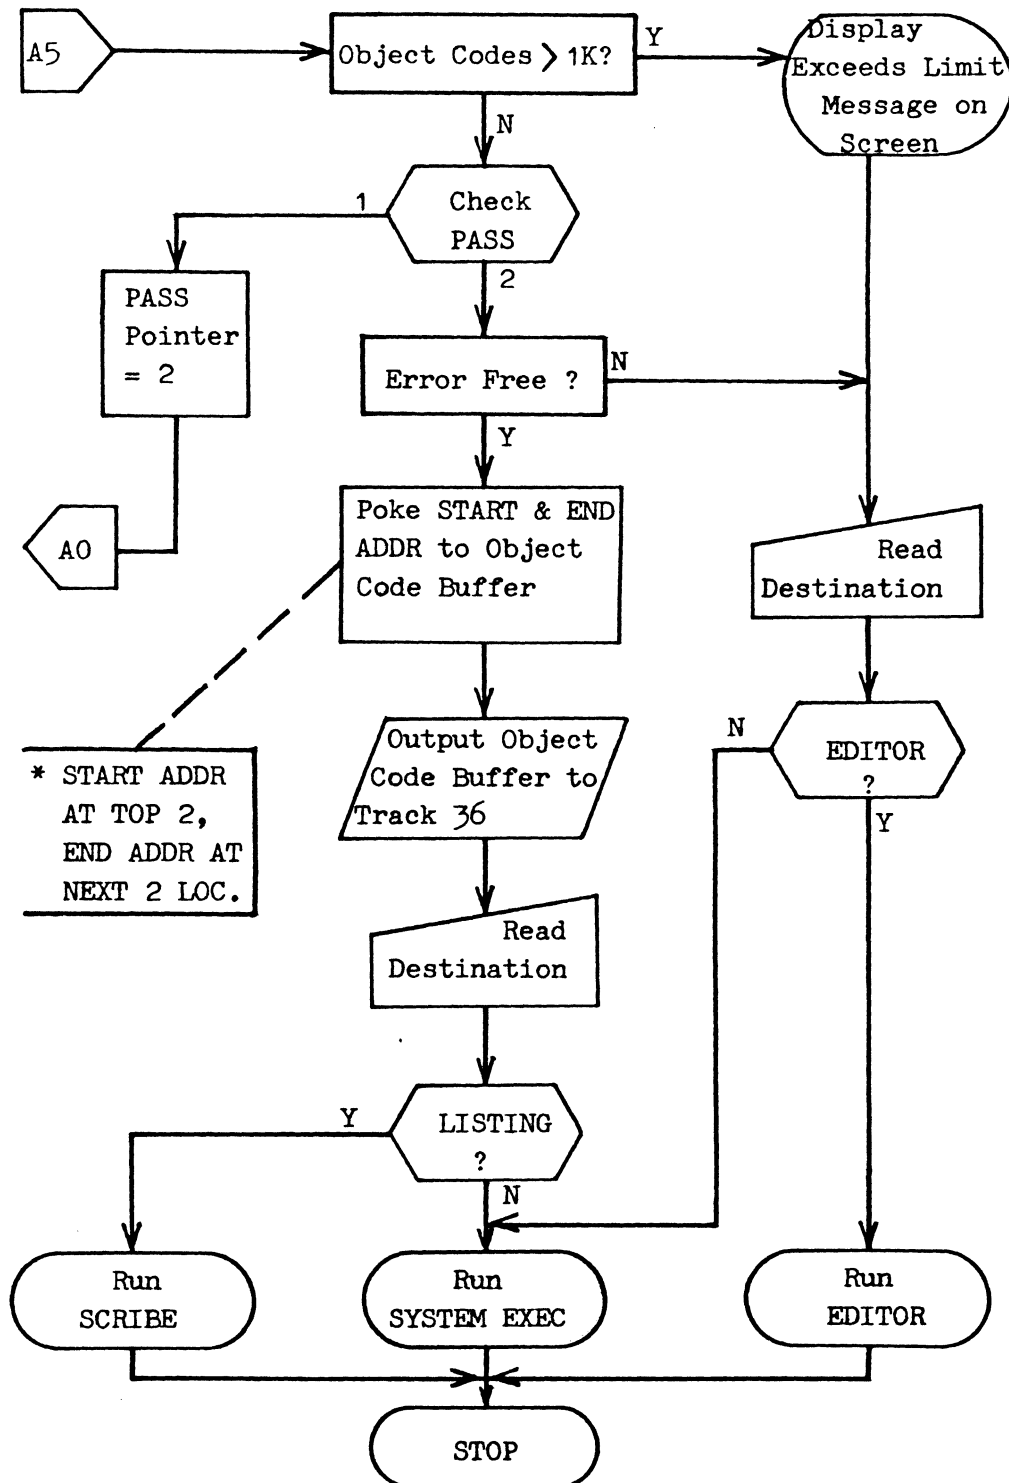 A5
Object Codes > 1K?
Y
Display
Exceeds Limit
Message on
Screen
N
1
Check
PASS
2
PASS
Pointer
= 2
Error Free ?
N
Y
A0
Poke START & END
ADDR to Object
Code Buffer
Read
Destination
* START ADDR
AT TOP 2,
END ADDR AT
NEXT 2 LOC.
Output Object
Code Buffer to
Track 36
N
EDITOR
?
Y
Read
Destination
Y
LISTING
?
N
Run
SCRIBE
Run
SYSTEM EXEC
Run
EDITOR
STOP